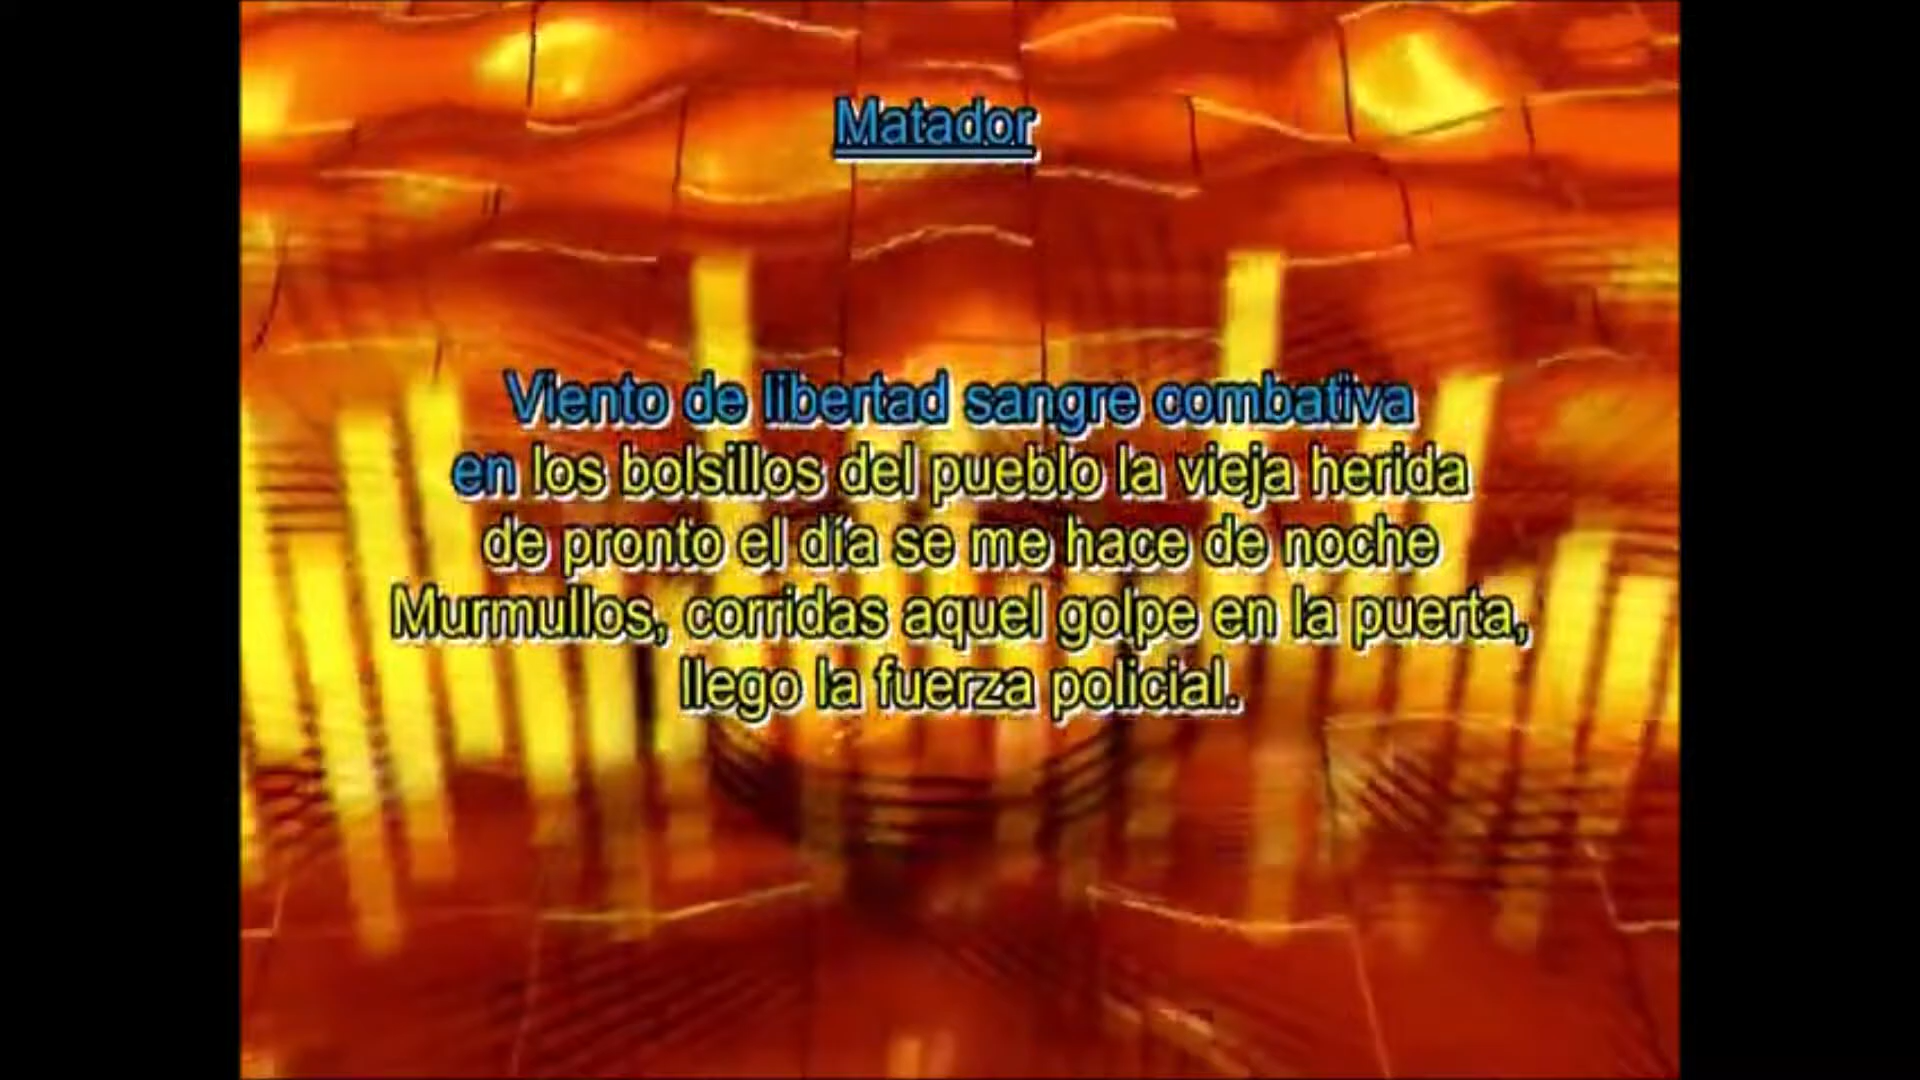 Matador
Viento de libertad sangre combativa
en los bolsillos del pueblo la vieja herida
de pronto el día se me hace de noche
Murmullos, corridas aquel golpe en la puerta,
llego la fuerza policial.